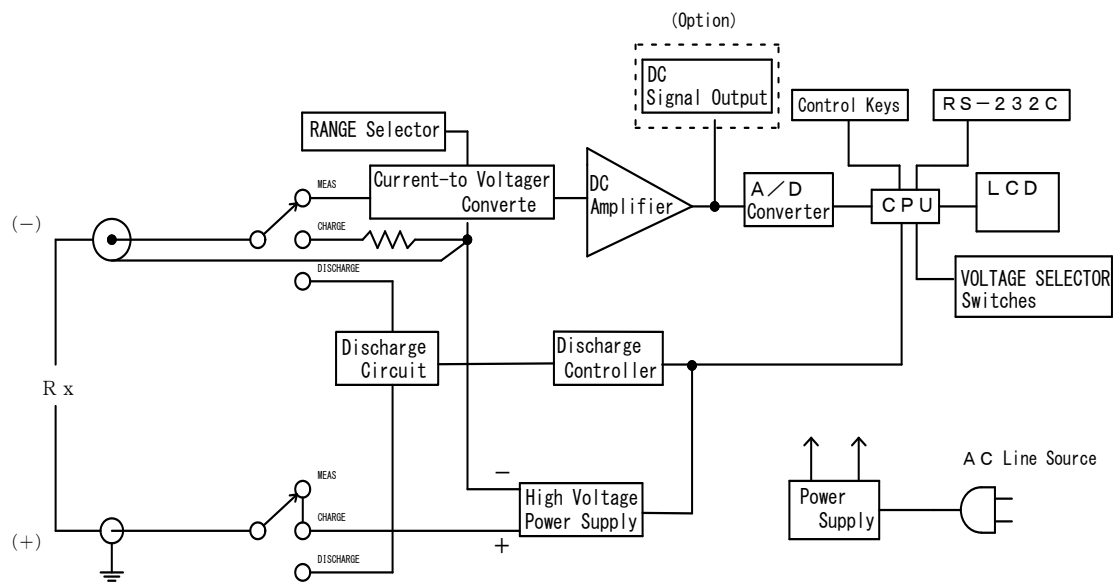 (Option)
DC
Signal Output
Control Keys
RS-232C
RANGE Selector
MEAS
Current-to Voltager
Converte
DC
Amplifier
A/D
Converter
CPU
LCD
(-)
CHARGE
DISCHARGE
VOLTAGE SELECTOR
Switches
Discharge
Circuit
Discharge
Controller
Rx
MEAS
-
High Voltage
Power Supply
AC Line Source
Power
Supply
CHARGE
+
(+)
DISCHARGE